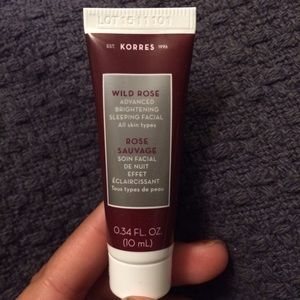 LOT1511101
EST. KORRES 1996
WILD ROSE
ADVANCED
BRIGHTENING
SLEEPING FACIAL
All skin types
ROSE
SAUVAGE
SOIN FACIAL
DE NUIT
EFFET
ÉCLAIRCISSANT
Tous types de peau
0.34 FL. OZ.
(10 mL)